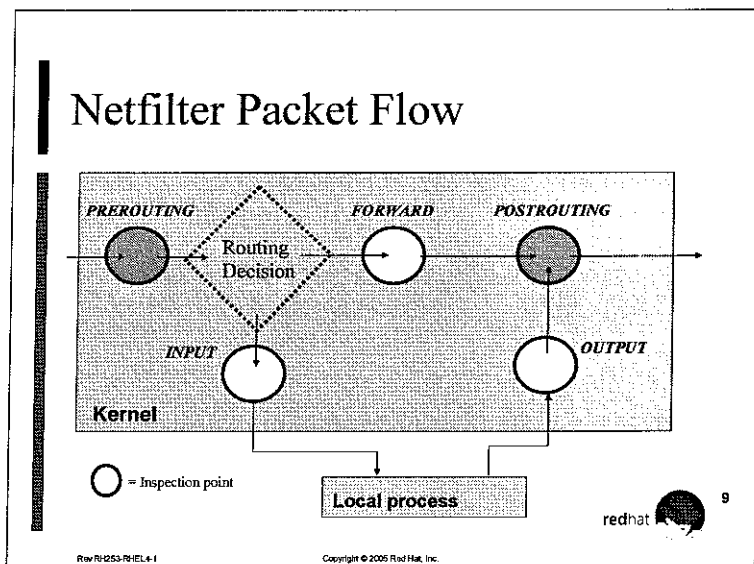 Netfilter Packet Flow
PREROUTING
FORWARD
POSTROUTING
Routing
Decision
INPUT
OUTPUT
Kernel
= Inspection point
Local process
redhat
9
Rev RH253-RHEL4-1
Copyright © 2005 Red Hat, Inc.